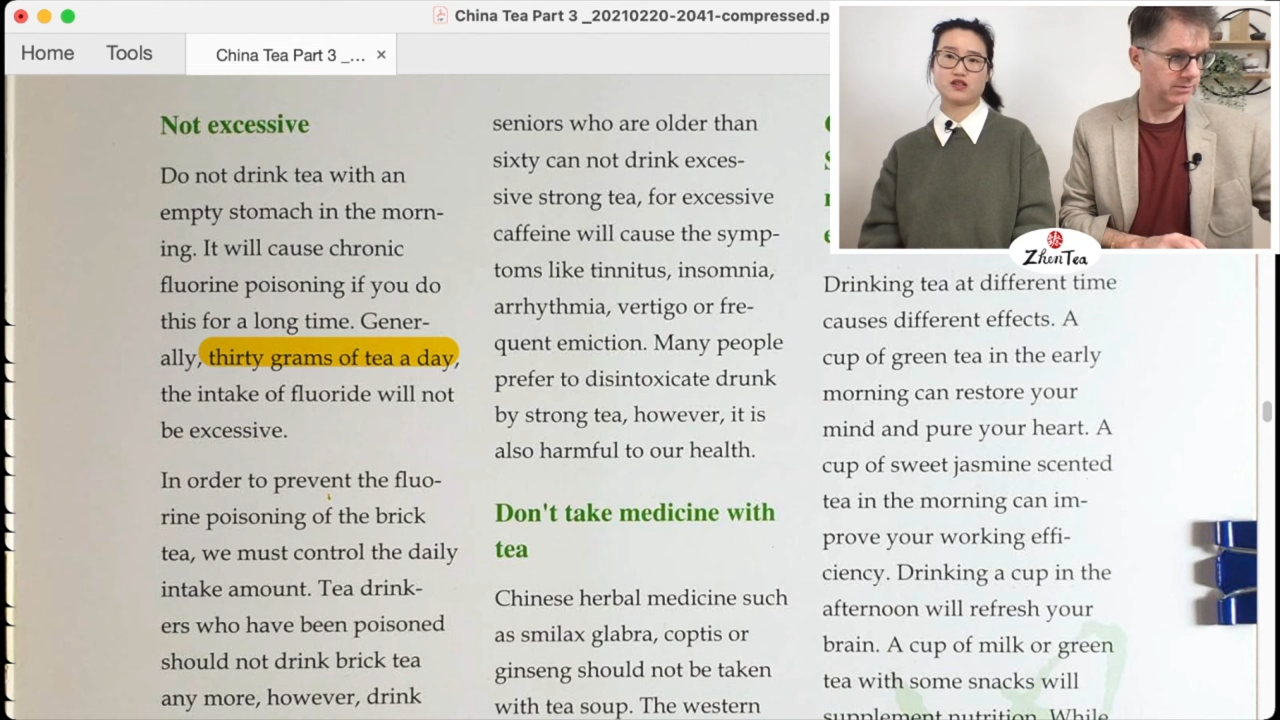 China Tea Part 3 _20210220-2041-compressed.p
Home
Tools
China Tea Part 3 _... ×
Not excessive
Do not drink tea with an
empty stomach in the morn-
ing. It will cause chronic
fluorine poisoning if you do
this for a long time. Gener-
ally, thirty grams of tea a day,
the intake of fluoride will not
be excessive.
In order to prevent the fluo-
rine poisoning of the brick
tea, we must control the daily
intake amount. Tea drink-
ers who have been poisoned
should not drink brick tea
any more, however, drink
seniors who are older than
sixty can not drink exces-
sive strong tea, for excessive
caffeine will cause the symp-
toms like tinnitus, insomnia,
arrhythmia, vertigo or fre-
quent emiction. Many people
prefer to disintoxicate drunk
by strong tea, however, it is
also harmful to our health.
Don't take medicine with
tea
Chinese herbal medicine such
as smilax glabra, coptis or
ginseng should not be taken
with tea soup. The western
Drinking tea at different time
causes different effects. A
cup of green tea in the early
morning can restore your
mind and pure your heart. A
cup of sweet jasmine scented
tea in the morning can im-
prove your working effi-
ciency. Drinking a cup in the
afternoon will refresh your
brain. A cup of milk or green
tea with some snacks will
supplement nutrition. While
ZhenTea